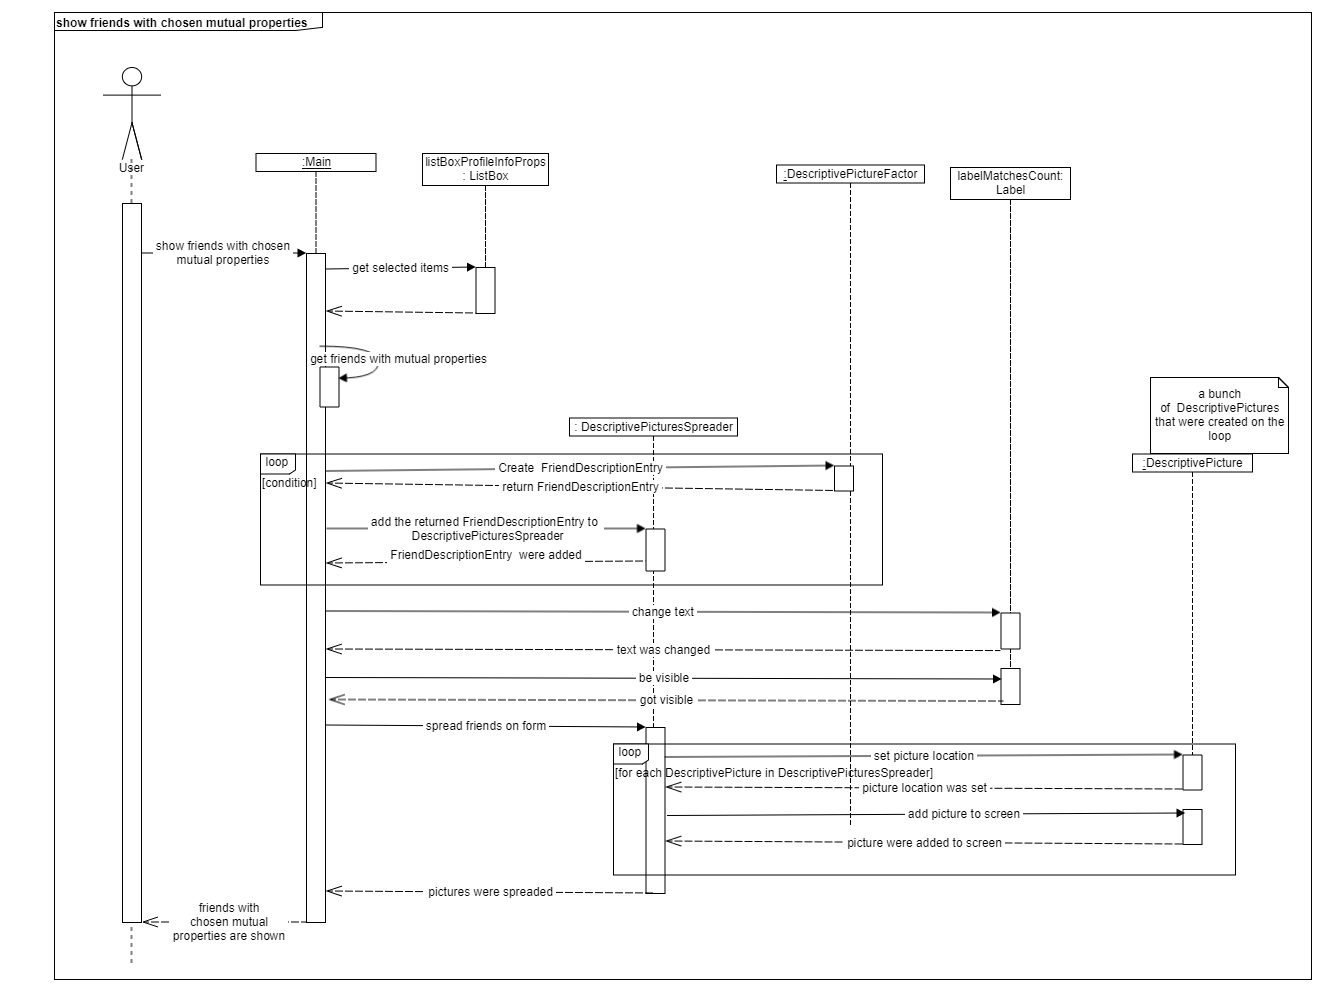 show friends with chosen mutual properties
User
:Main
listBoxProfileInfoProps
: ListBox
:DescriptivePictureFactor
labelMatchesCount:
Label
show friends with chosen
mutual properties
get selected items
get friends with mutual properties
a bunch
of DescriptivePictures
that were created on the
loop
: DescriptivePicturesSpreader
:DescriptivePicture
loop
[condition]
Create FriendDescriptionEntry
return FriendDescriptionEntry
add the returned FriendDescriptionEntry to
DescriptivePicturesSpreader
FriendDescriptionEntry were added
change text
text was changed
be visible
got visible
spread friends on form
loop
set picture location
[for each DescriptivePicture in DescriptivePicturesSpreader]
picture location was set
add picture to screen
picture were added to screen
pictures were spreaded
friends with
chosen mutual
properties are shown